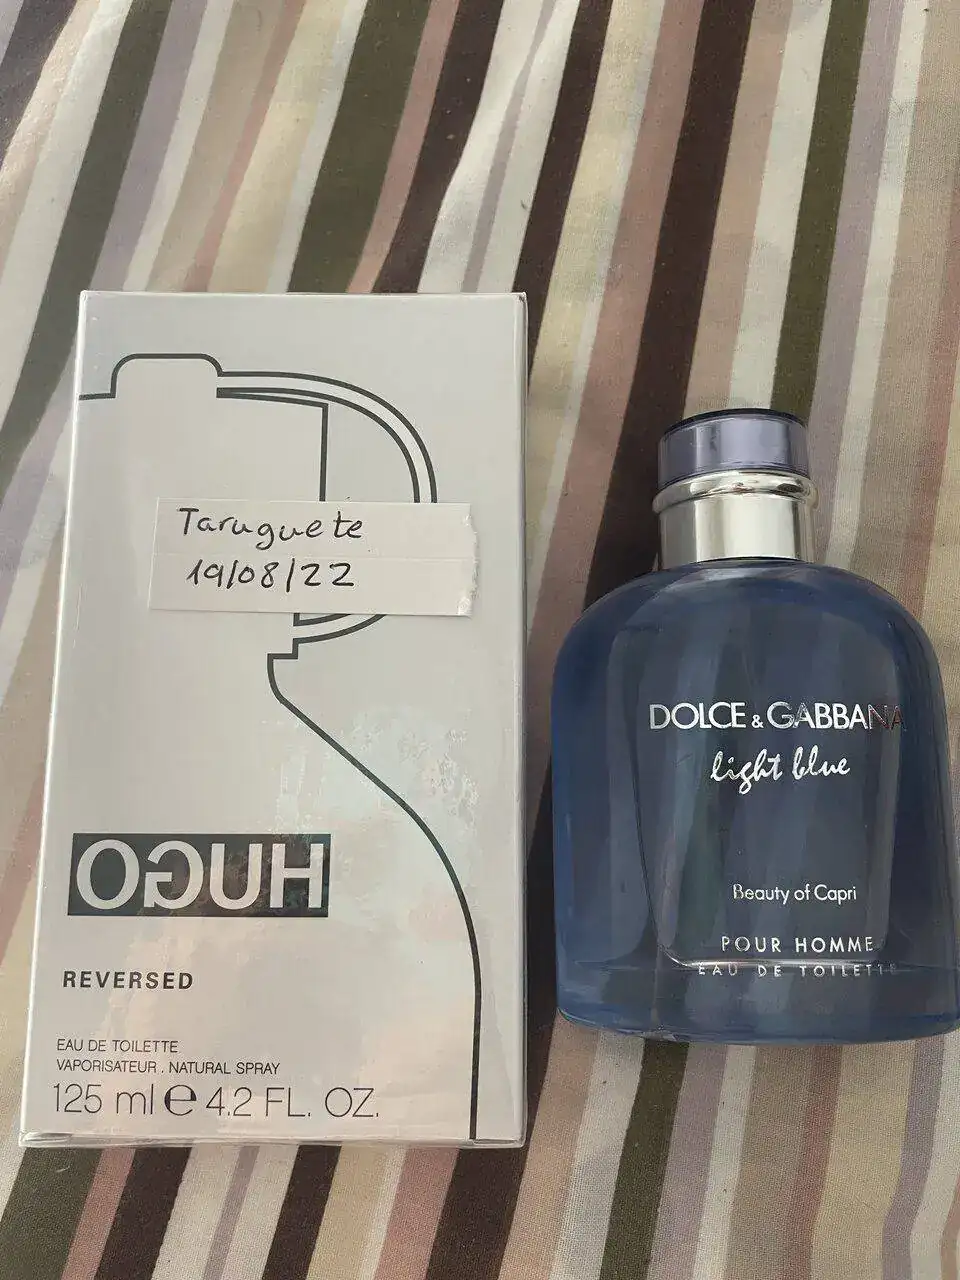 Taruguete
19/08/22
HUGO
REVERSED
EAU DE TOILETTE
VAPORISATEUR . NATURAL SPRAY
125 ml e 4.2 FL. OZ.
DOLCE & GABBANA
light blue
Beauty of Capri
POUR HOMME
EAU DE TOILETTE